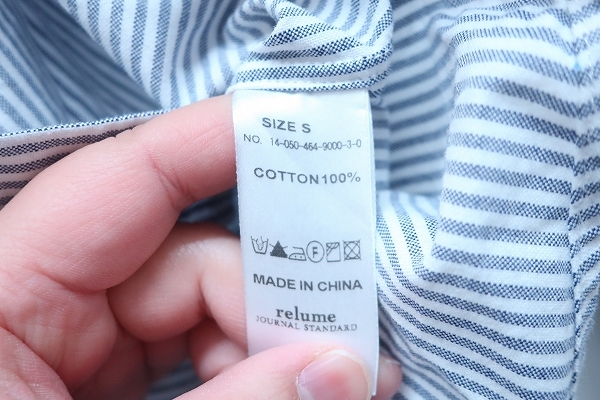 SIZE S
NO. 14-050-464-9000-3-0
COTTON100%
F
MADE IN CHINA
relume
JOURNAL STANDARD